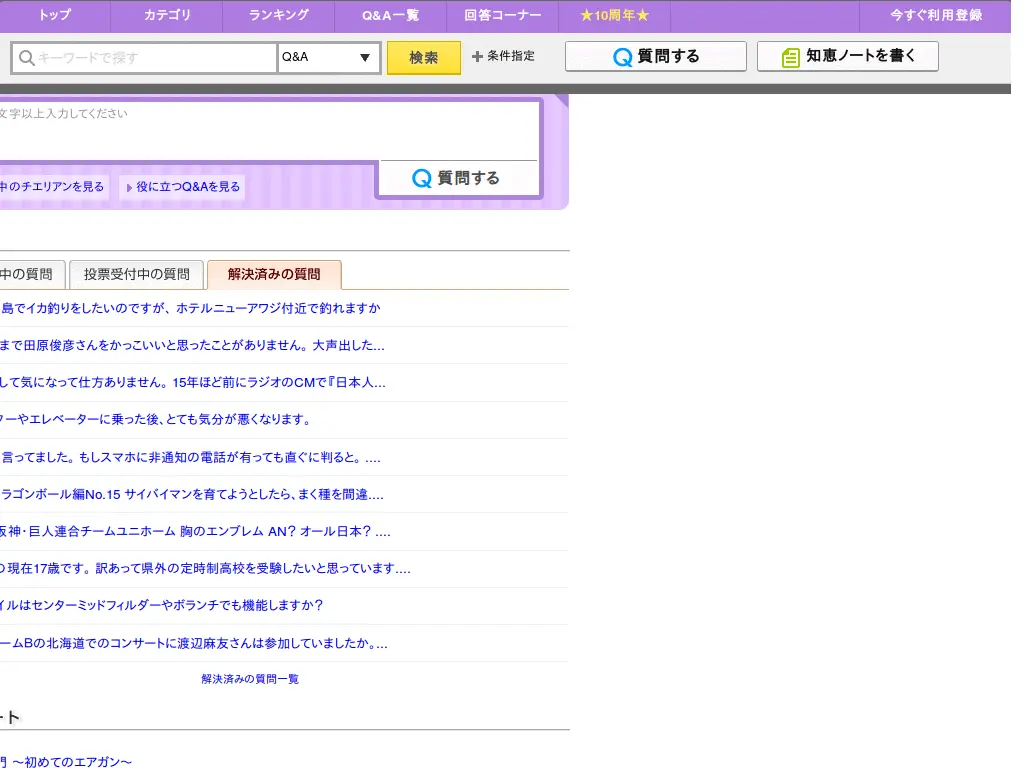 トップ
カテゴリ
ランキング
Q&A一覧
回答コーナー
★10周年★
今すぐ利用登録
キーワードで探す
Q&A
検索
条件指定
質問する
知恵ノートを書く
文字以上入力してください
質問する
中のチエリアンを見る
役に立つQ&Aを見る
中の質問
投票受付中の質問
解決済みの質問
島でイカ釣りをしたいのですが、ホテルニューアワジ付近で釣れますか
まで田原俊彦さんをかっこいいと思ったことがありません。大声出した...
して気になって仕方ありません。15年ほど前にラジオのCMで『日本人...
ーやエレベーターに乗った後、とても気分が悪くなります。
言ってました。もしスマホに非通知の電話が有っても直ぐに判ると。....
ラゴンボール編No.15 サイバイマンを育てようとしたら、まく種を間違....
阪神・巨人連合チームユニホーム 胸のエンブレム AN? オール日本? ....
の現在17歳です。訳あって県外の定時制高校を受験したいと思っています....
イルはセンターミッドフィルダーやボランチでも機能しますか?
ームBの北海道でのコンサートに渡辺麻友さんは参加していましたか。...
解決済みの質問一覧
ート
門 ～初めてのエアガン～